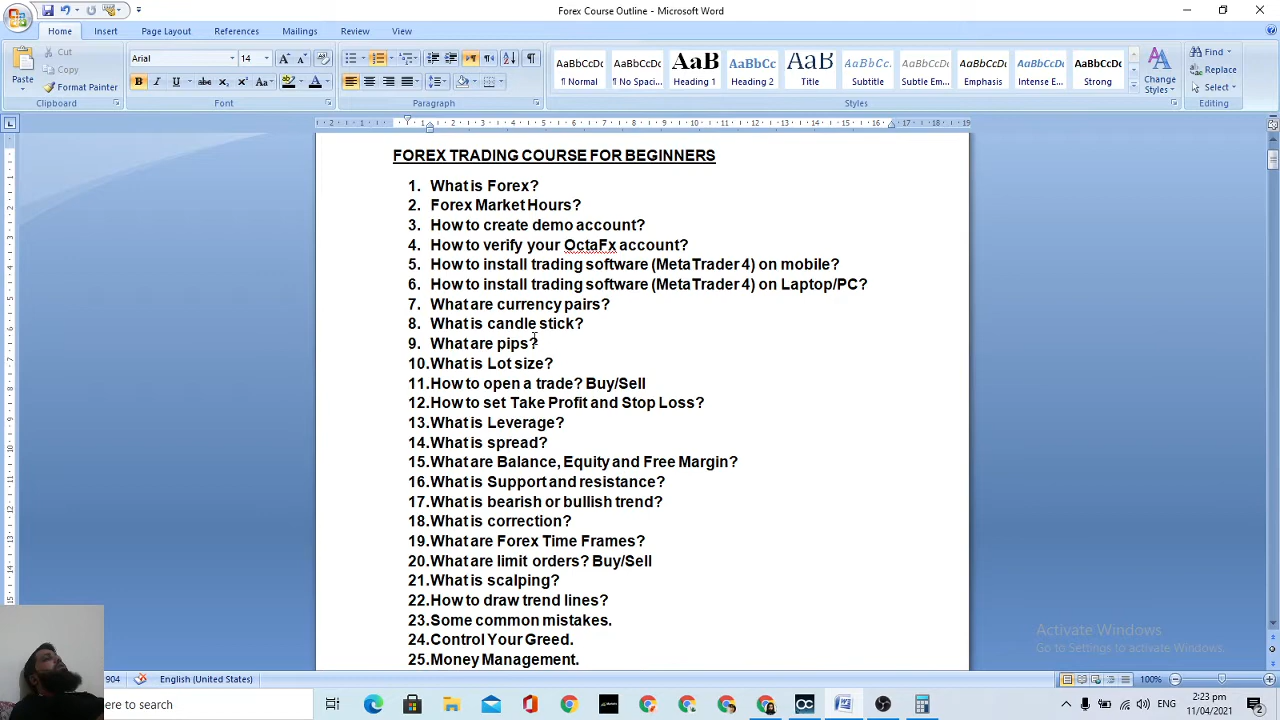 Forex Course Outline - Microsoft Word
Home Insert Page Layout References Mailings Review View
Paste
Cut
Copy
Format Painter
Clipboard
Arial 14
Font
Paragraph
AaBbCcDc AaBbCcDc AaB AaBbCc AaB AaBbCc. AaBbCcDc AaBbCcDc AaBbCcDc AaBbCcDc
¶ Normal ¶ No Spaci... Heading 1 Heading 2 Title Subtitle Subtle Em... Emphasis Intense E... Strong
Change Styles
Styles
Find
Replace
Select
Editing
FOREX TRADING COURSE FOR BEGINNERS
1. What is Forex?
2. Forex Market Hours?
3. How to create demo account?
4. How to verify your OctaFx account?
5. How to install trading software (MetaTrader 4) on mobile?
6. How to install trading software (MetaTrader 4) on Laptop/PC?
7. What are currency pairs?
8. What is candle stick?
9. What are pips?
10. What is Lot size?
11. How to open a trade? Buy/Sell
12. How to set Take Profit and Stop Loss?
13. What is Leverage?
14. What is spread?
15. What are Balance, Equity and Free Margin?
16. What is Support and resistance?
17. What is bearish or bullish trend?
18. What is correction?
19. What are Forex Time Frames?
20. What are limit orders? Buy/Sell
21. What is scalping?
22. How to draw trend lines?
23. Some common mistakes.
24. Control Your Greed.
25. Money Management.
Activate Windows
Go to Settings to activate Windows.
904 English (United States) 100%
ere to search
ENG
2:23 pm
11/04/2021